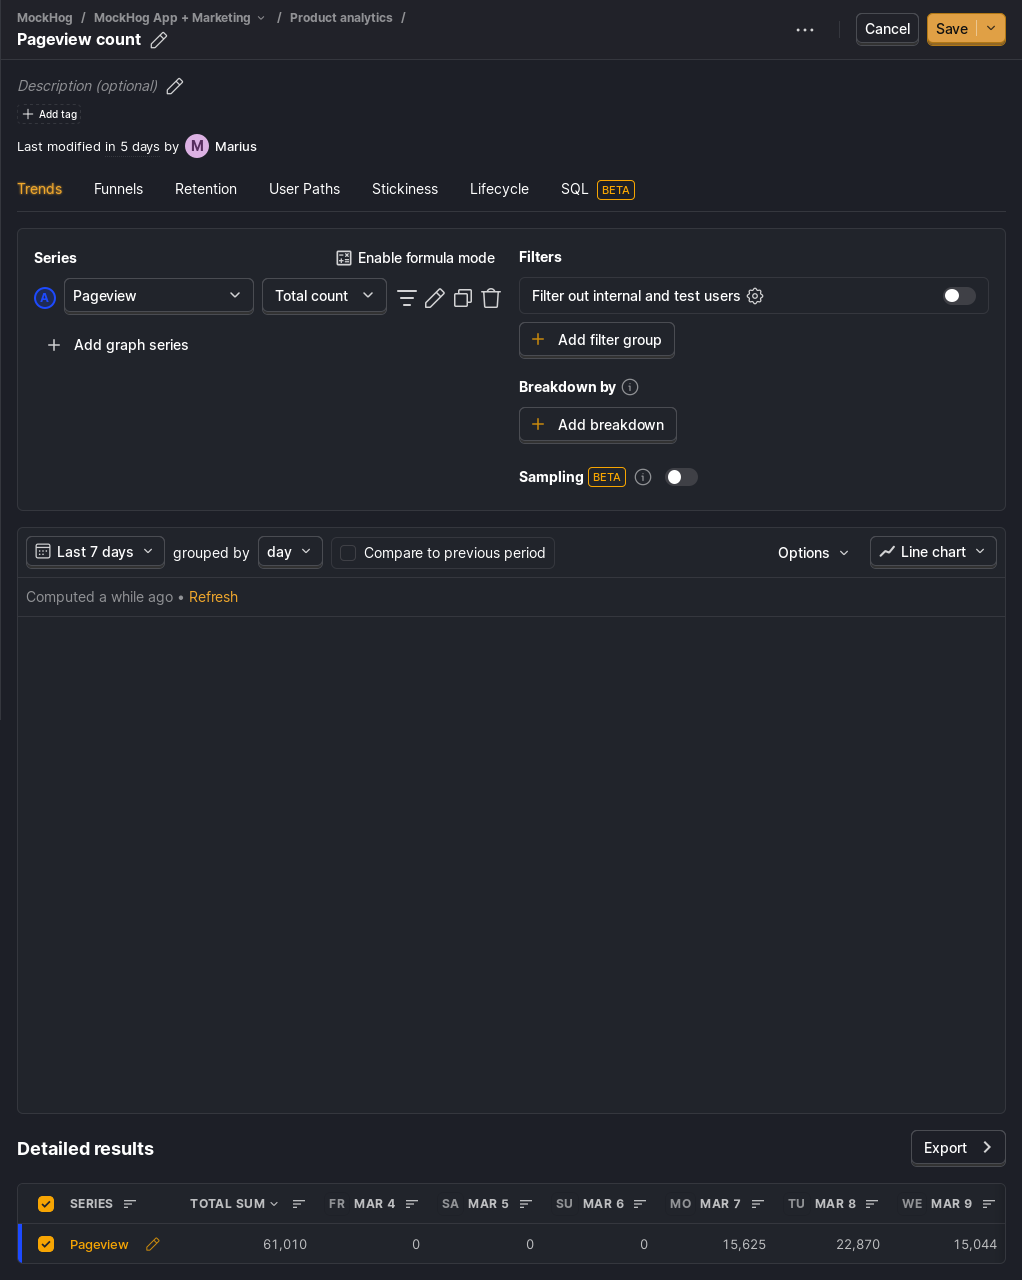 MockHog / MockHog App + Marketing / Product analytics /
Pageview count
Cancel
Save
Description (optional)
Add tag
Last modified in 5 days by M Marius
Trends Funnels Retention User Paths Stickiness Lifecycle SQL BETA
Series
Enable formula mode
A Pageview Total count
Add graph series
Filters
Filter out internal and test users
Add filter group
Breakdown by
Add breakdown
Sampling BETA
Last 7 days grouped by day Compare to previous period Options Line chart
Computed a while ago • Refresh
Detailed results
Export
SERIES TOTAL SUM FR MAR 4 SA MAR 5 SU MAR 6 MO MAR 7 TU MAR 8 WE MAR 9
Pageview 61,010 0 0 0 15,625 22,870 15,044